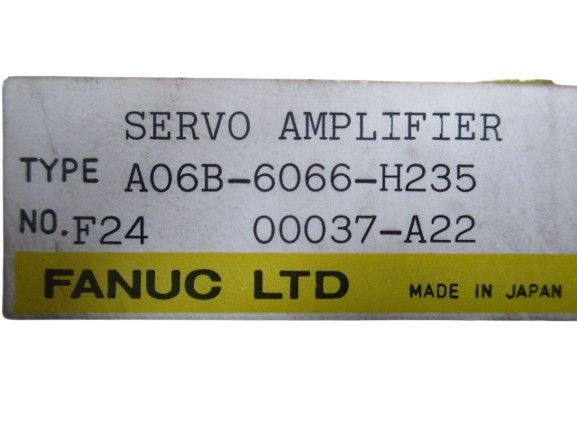 SERVO AMPLIFIER
TYPE A06B-6066-H235
NO. F24 00037-A22
FANUC LTD MADE IN JAPAN